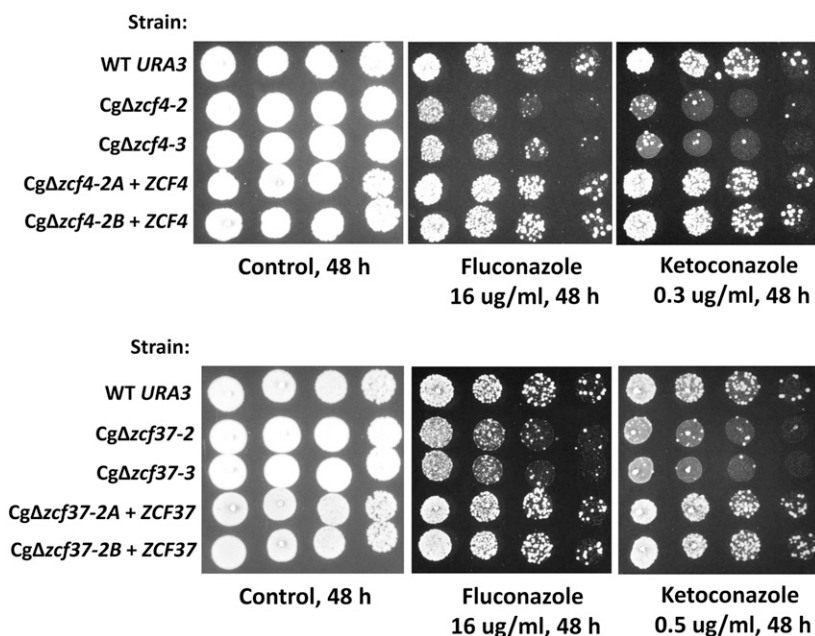 Strain:
WT URA3
CgΔzcf4-2
CgΔzcf4-3
CgΔzcf4-2A + ZCF4
CgΔzcf4-2B + ZCF4
Control, 48 h
Fluconazole
16 ug/ml, 48 h
Ketoconazole
0.3 ug/ml, 48 h
Strain:
WT URA3
CgΔzcf37-2
CgΔzcf37-3
CgΔzcf37-2A + ZCF37
CgΔzcf37-2B + ZCF37
Control, 48 h
Fluconazole
16 ug/ml, 48 h
Ketoconazole
0.5 ug/ml, 48 h